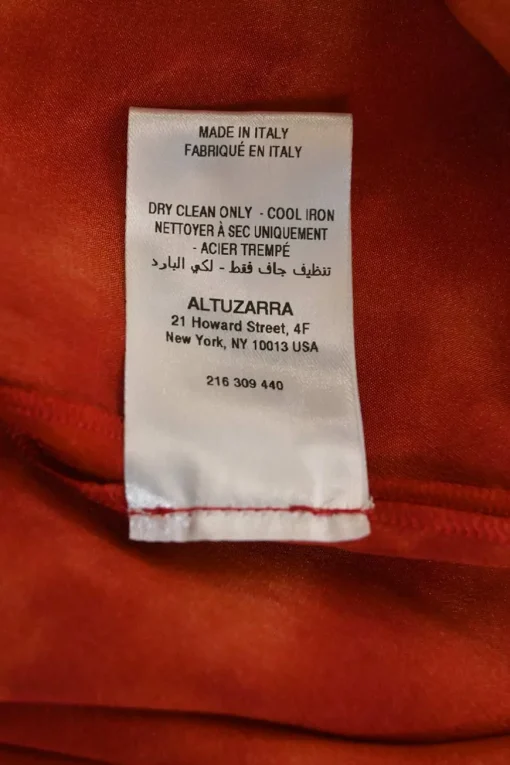 MADE IN ITALY
FABRIQUÉ EN ITALY
DRY CLEAN ONLY - COOL IRON
NETTOYER À SEC UNIQUEMENT
- ACIER TREMPÉ
تنظيف جاف فقط - لكي البارد
ALTUZARRA
21 Howard Street, 4F
New York, NY 10013 USA
216 309 440